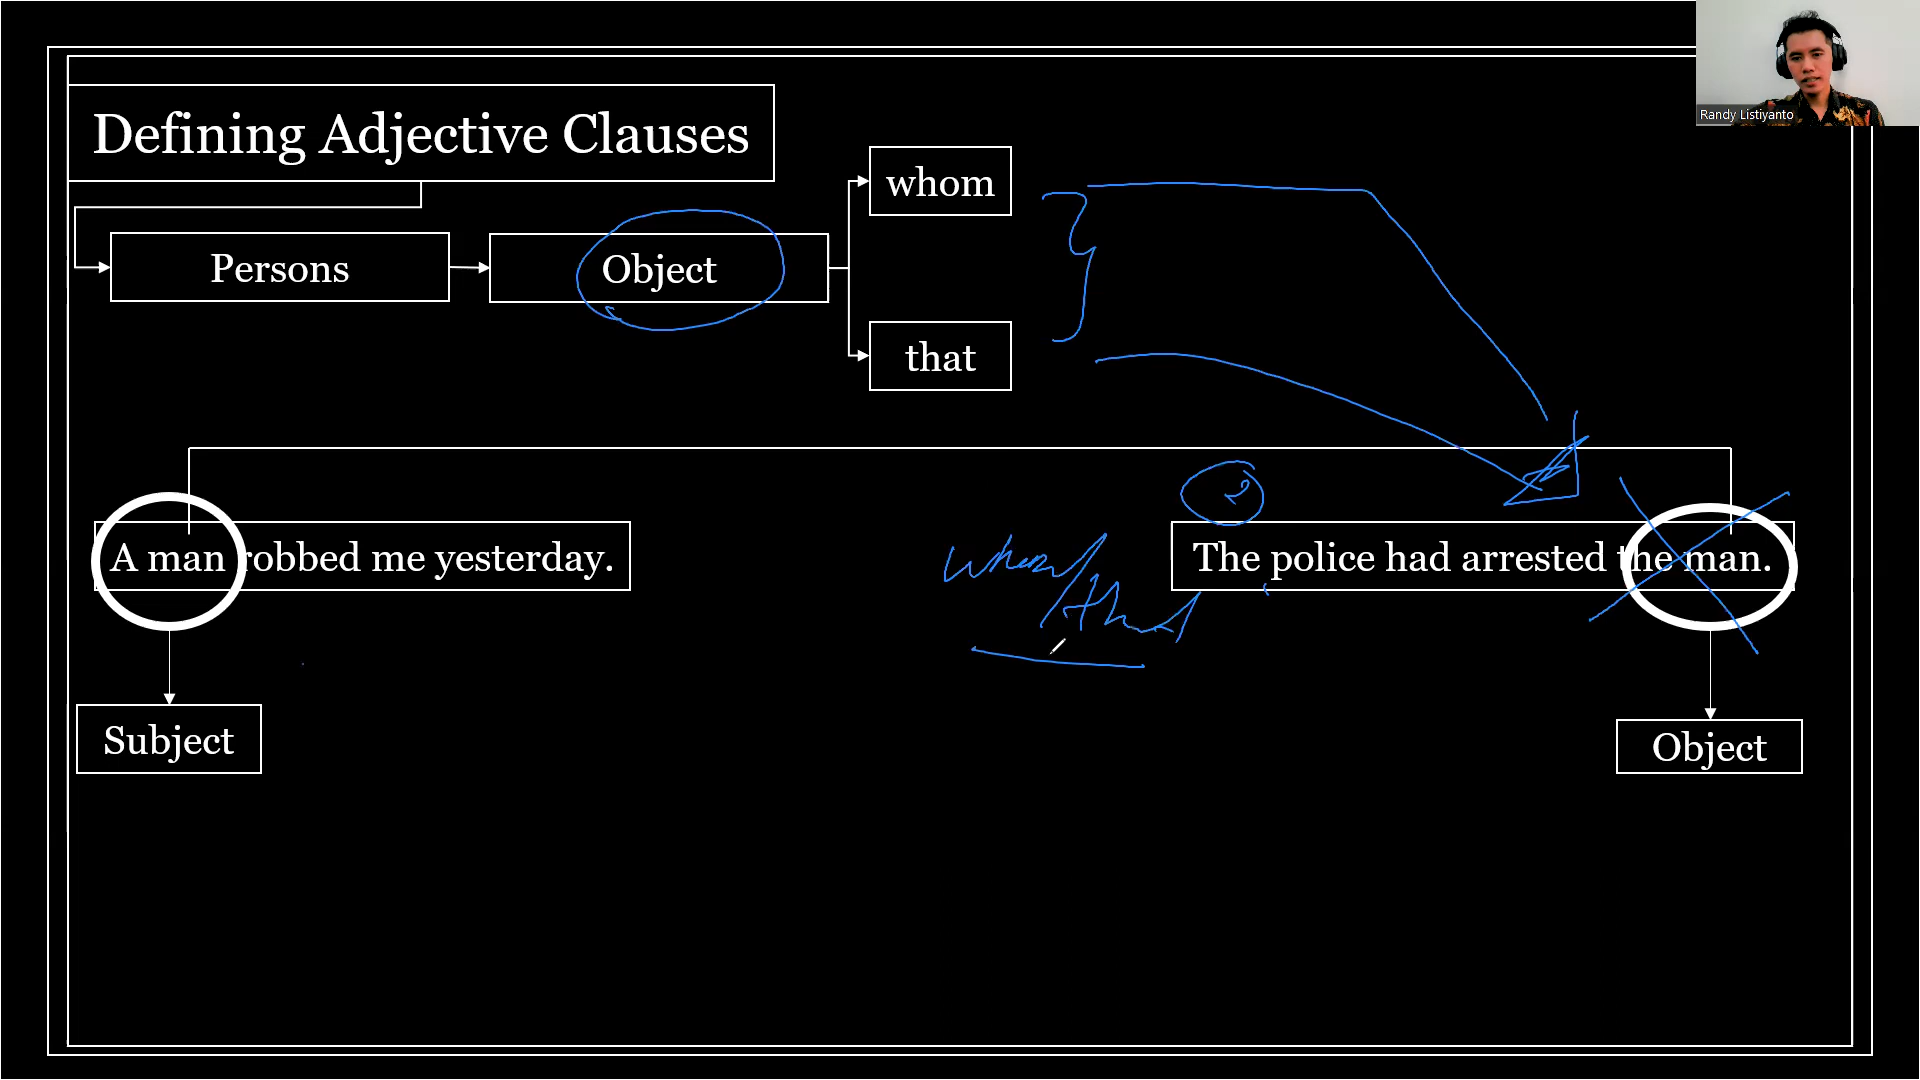 Randy Listiyanto
Defining Adjective Clauses
whom
Persons
Object
that
2
A man robbed me yesterday.
whom/
that
The police had arrested the man.
Subject
Object